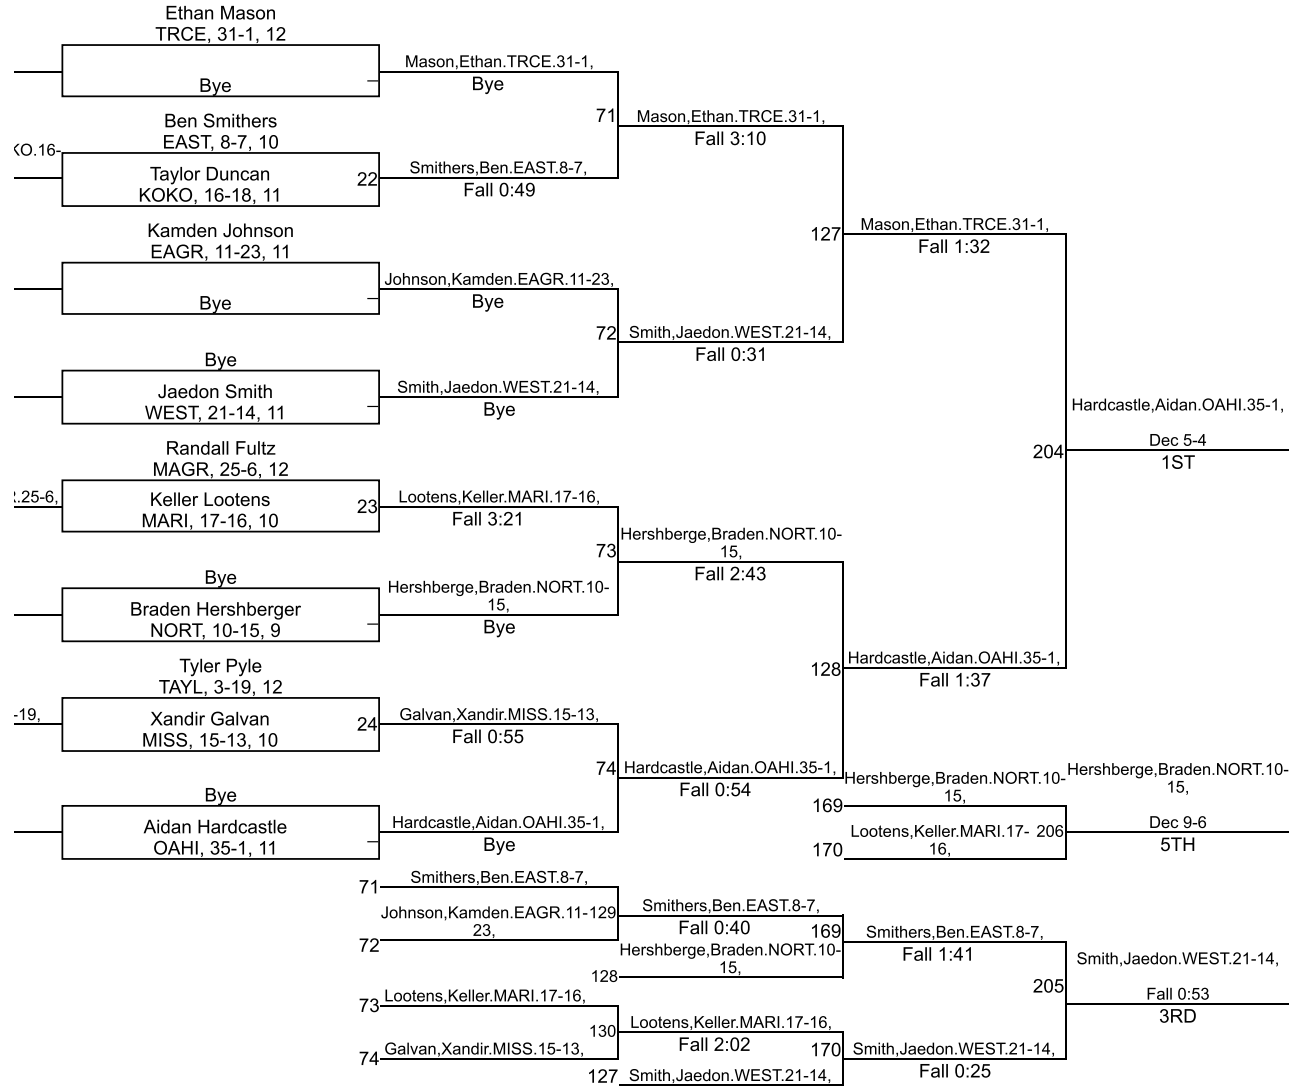 Ethan Mason
TRCE, 31-1, 12
Bye
Mason,Ethan.TRCE.31-1,
Bye
71
Mason,Ethan.TRCE.31-1,
Fall 3:10
Ben Smithers
EAST, 8-7, 10
KO.16-
Taylor Duncan
KOKO, 16-18, 11
22
Smithers,Ben.EAST.8-7,
Fall 0:49
127
Mason,Ethan.TRCE.31-1,
Fall 1:32
Kamden Johnson
EAGR, 11-23, 11
Bye
Johnson,Kamden.EAGR.11-23,
Bye
72
Smith,Jaedon.WEST.21-14,
Fall 0:31
Bye
Jaedon Smith
WEST, 21-14, 11
Smith,Jaedon.WEST.21-14,
Bye
204
Hardcastle,Aidan.OAHI.35-1,
Dec 5-4
1ST
Randall Fultz
MAGR, 25-6, 12
.25-6,
Keller Lootens
MARI, 17-16, 10
23
Lootens,Keller.MARI.17-16,
Fall 3:21
73
Hershberge,Braden.NORT.10-
15,
Fall 2:43
Bye
Braden Hershberger
NORT, 10-15, 9
Hershberge,Braden.NORT.10-
15,
Bye
128
Hardcastle,Aidan.OAHI.35-1,
Fall 1:37
Tyler Pyle
TAYL, 3-19, 12
-19,
Xandir Galvan
MISS, 15-13, 10
24
Galvan,Xandir.MISS.15-13,
Fall 0:55
74
Hardcastle,Aidan.OAHI.35-1,
Fall 0:54
Bye
Aidan Hardcastle
OAHI, 35-1, 11
Hardcastle,Aidan.OAHI.35-1,
Bye
Hershberge,Braden.NORT.10-
15,
169
Lootens,Keller.MARI.17-
16,
170
206
Hershberge,Braden.NORT.10-
15,
Dec 9-6
5TH
71
Smithers,Ben.EAST.8-7,
Johnson,Kamden.EAGR.11-
23,
72
129
Smithers,Ben.EAST.8-7,
Fall 0:40
Hershberge,Braden.NORT.10-
15,
128
169
Smithers,Ben.EAST.8-7,
Fall 1:41
73
Lootens,Keller.MARI.17-16,
74
Galvan,Xandir.MISS.15-13,
130
Lootens,Keller.MARI.17-16,
Fall 2:02
127
Smith,Jaedon.WEST.21-14,
170
Smith,Jaedon.WEST.21-14,
Fall 0:25
205
Smith,Jaedon.WEST.21-14,
Fall 0:53
3RD